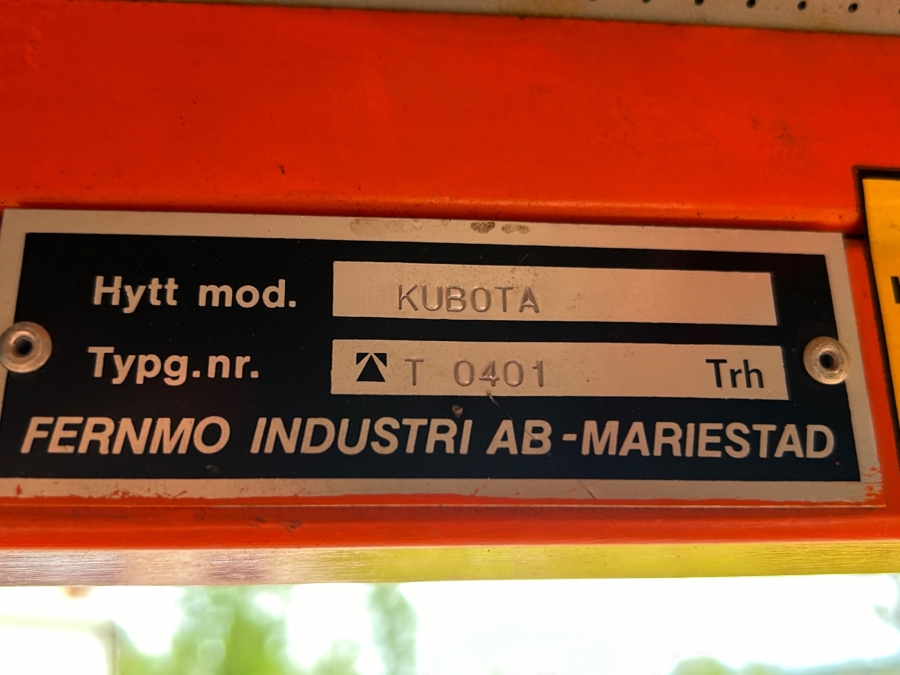 Hytt mod. KUBOTA
Typg.nr. T 0401 Trh
FERNMO INDUSTRI AB-MARIESTAD